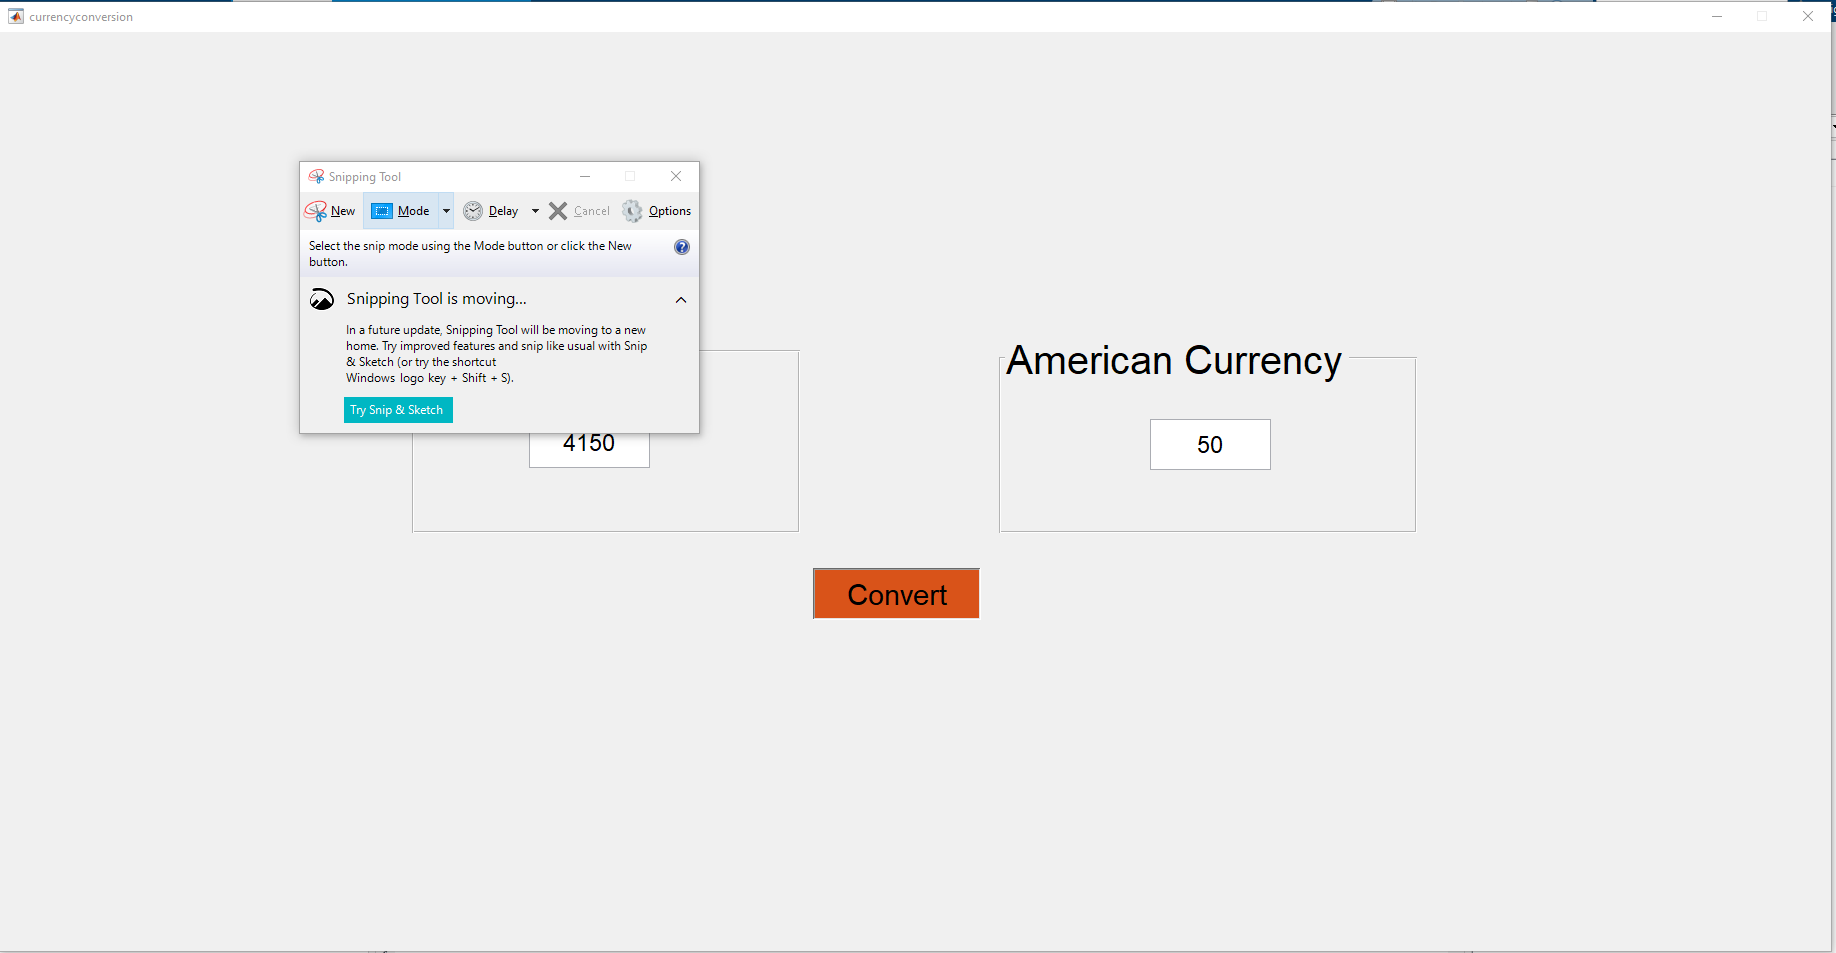 currencyconversion
Snipping Tool
New Mode Delay Cancel Options
Select the snip mode using the Mode button or click the New
button.
Snipping Tool is moving...
In a future update, Snipping Tool will be moving to a new
home. Try improved features and snip like usual with Snip
& Sketch (or try the shortcut
Windows logo key + Shift + S).
Try Snip & Sketch
4150
American Currency
50
Convert